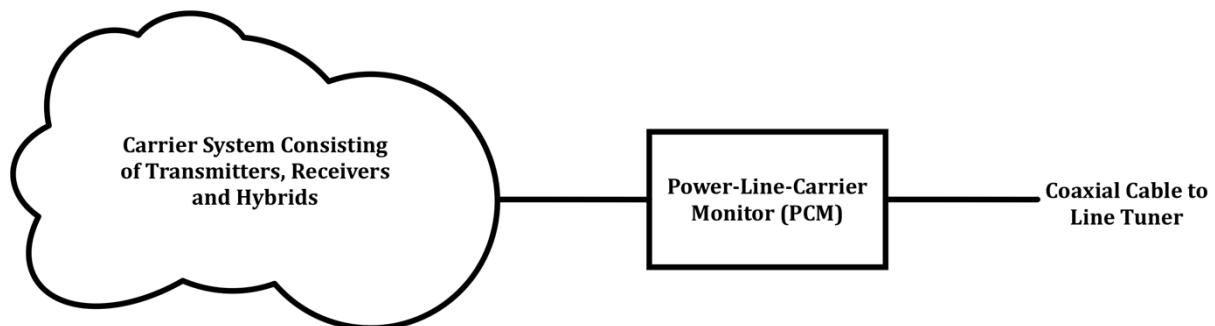 Carrier System Consisting
of Transmitters, Receivers
and Hybrids
Power-Line-Carrier
Monitor (PCM)
Coaxial Cable to
Line Tuner